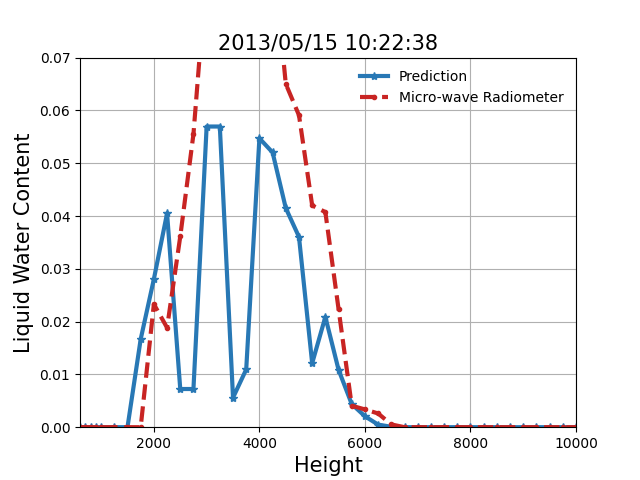 2013/05/15 10:22:38
Prediction
Micro-wave Radiometer
Liquid Water Content
0.07
0.06
0.05
0.04
0.03
0.02
0.01
0.00
2000 4000 6000 8000 10000
Height